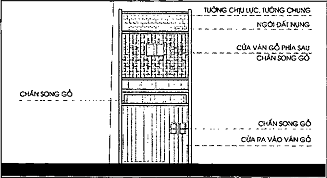 TƯỜNG CHỊU LỰC, TƯỜNG CHUNG
NGÓI ĐẤT NUNG
CỬA VÁN GỖ PHÍA SAU
CHẤN SONG GỖ
CHẤN SONG GỖ
CHẤN SONG GỖ
CỬA RA VÀO VÁN GỖ